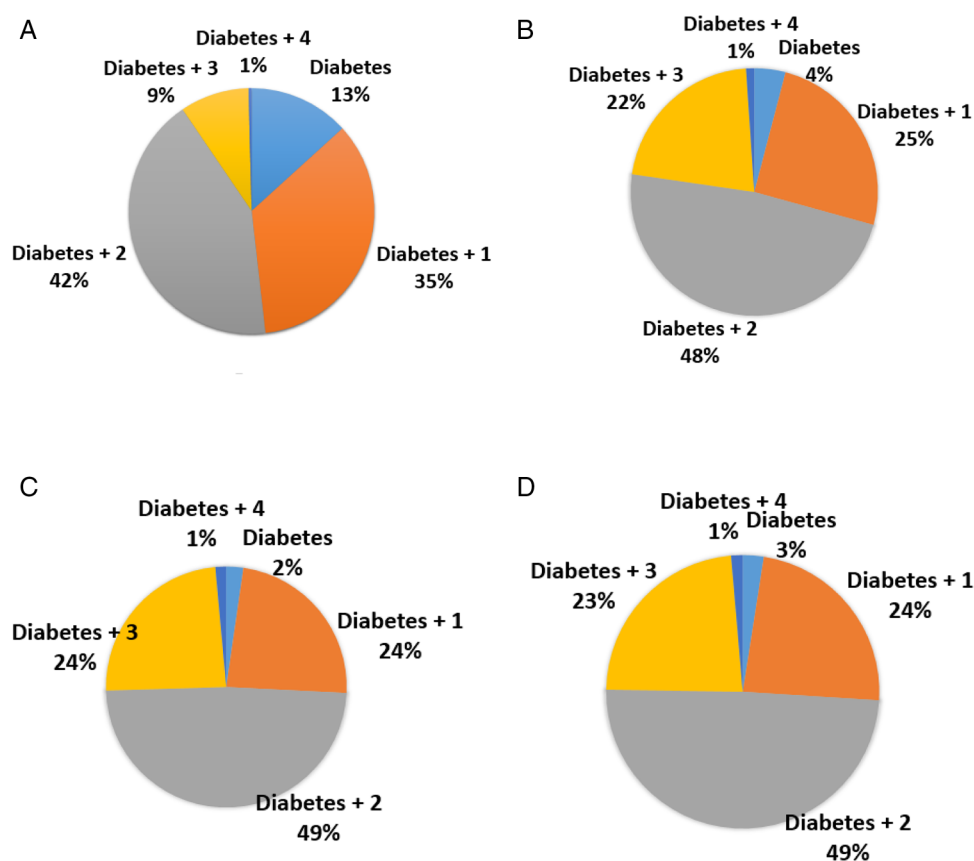 A
Diabetes + 4
1%
Diabetes
13%
Diabetes + 3
9%
Diabetes + 2
42%
Diabetes + 1
35%
B
Diabetes + 4
1%
Diabetes
4%
Diabetes + 3
22%
Diabetes + 1
25%
Diabetes + 2
48%
C
Diabetes + 4
1%
Diabetes
2%
Diabetes + 3
24%
Diabetes + 1
24%
Diabetes + 2
49%
D
Diabetes + 4
1%
Diabetes
3%
Diabetes + 3
23%
Diabetes + 1
24%
Diabetes + 2
49%